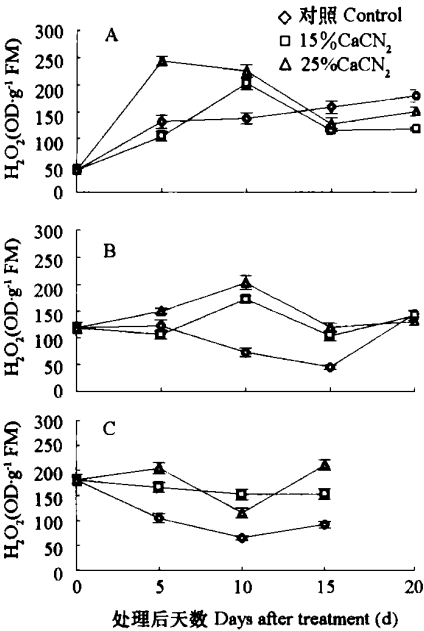 ◇ 对照 Control
□ 15%CaCN₂
△ 25%CaCN₂
A
H₂O₂(OD·g⁻¹ FM)
300
250
200
150
100
50
0
B
H₂O₂(OD·g⁻¹ FM)
300
250
200
150
100
50
0
C
H₂O₂(OD·g⁻¹ FM)
300
250
200
150
100
50
0
0 5 10 15 20
处理后天数 Days after treatment (d)